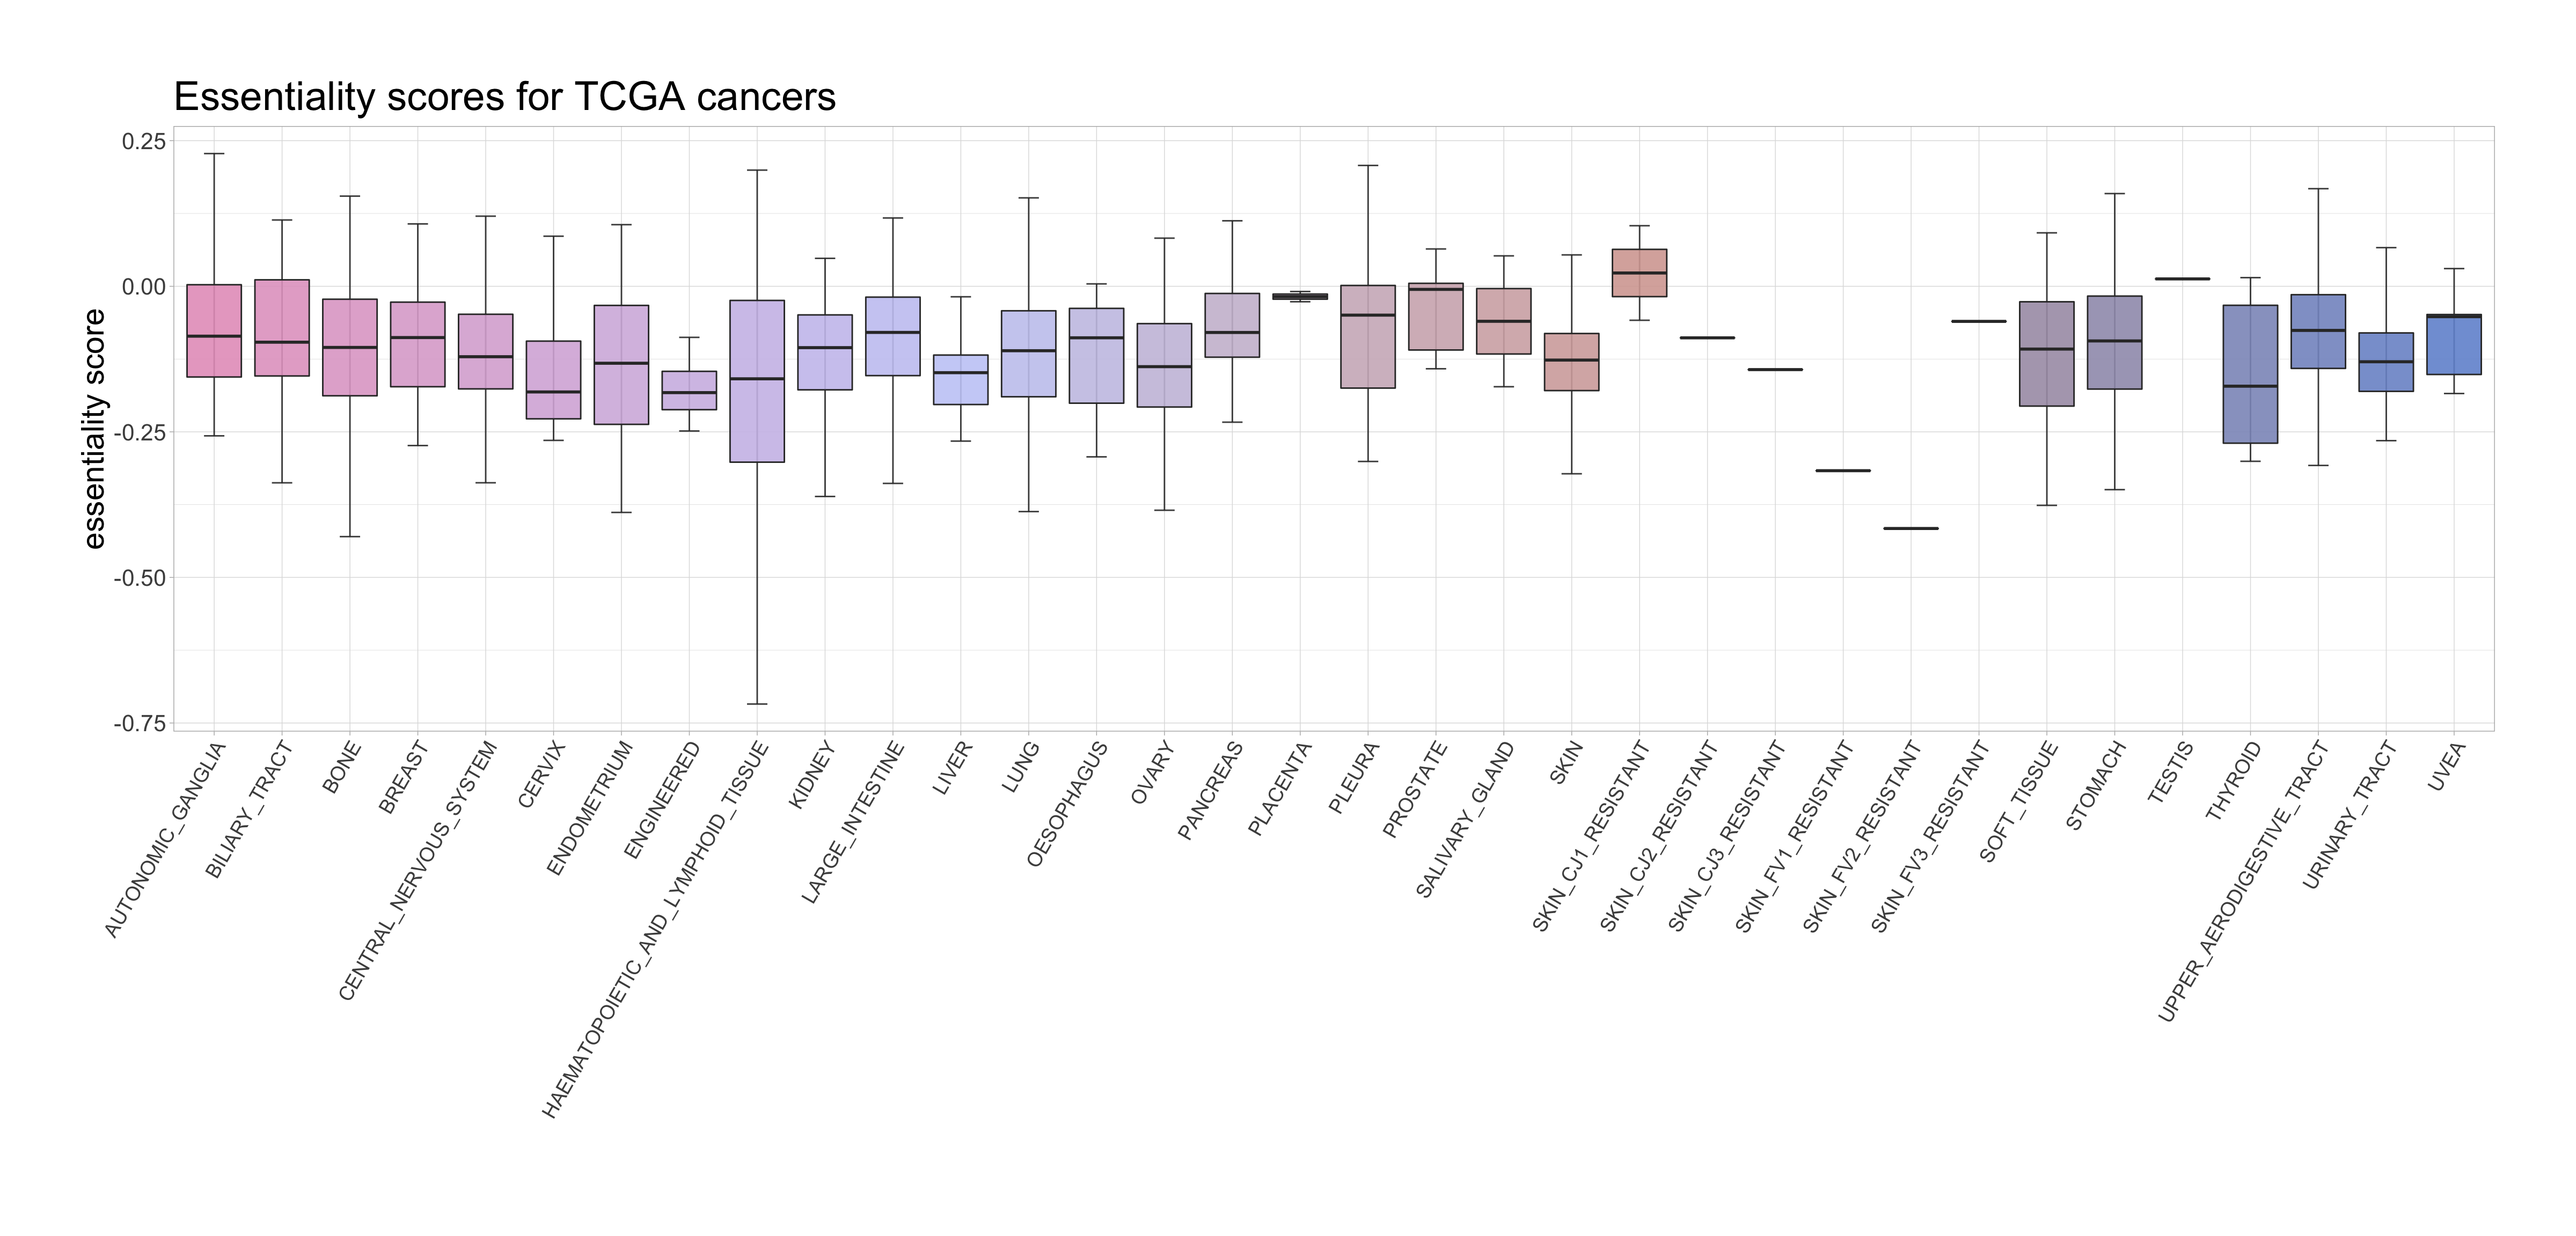 Essentiality scores for TCGA cancers
essentiality score
0.25
0.00
-0.25
-0.50
-0.75
AUTONOMIC_GANGLIA
BILIARY_TRACT
BONE
BREAST
CENTRAL_NERVOUS_SYSTEM
CERVIX
ENDOMETRIUM
ENGINEERED
HAEMATOPOIETIC_AND_LYMPHOID_TISSUE
KIDNEY
LARGE_INTESTINE
LIVER
LUNG
OESOPHAGUS
OVARY
PANCREAS
PLACENTA
PLEURA
PROSTATE
SALIVARY_GLAND
SKIN
SKIN_CJ1_RESISTANT
SKIN_CJ2_RESISTANT
SKIN_CJ3_RESISTANT
SKIN_FV1_RESISTANT
SKIN_FV2_RESISTANT
SKIN_FV3_RESISTANT
SOFT_TISSUE
STOMACH
TESTIS
THYROID
UPPER_AERODIGESTIVE_TRACT
URINARY_TRACT
UVEA